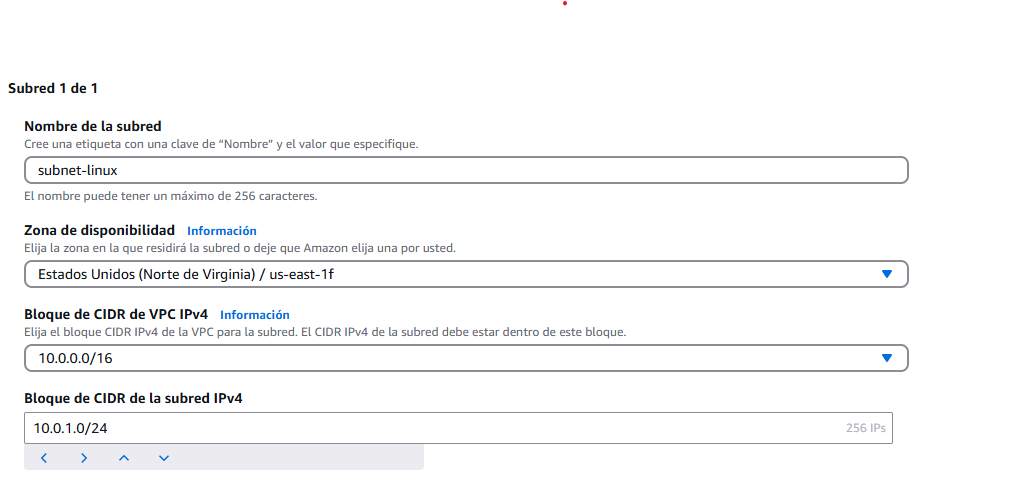 Subred 1 de 1
Nombre de la subred
Cree una etiqueta con una clave de "Nombre" y el valor que especifique.
subnet-linux
El nombre puede tener un máximo de 256 caracteres.
Zona de disponibilidad Información
Elija la zona en la que residirá la subred o deje que Amazon elija una por usted.
Estados Unidos (Norte de Virginia) / us-east-1f
Bloque de CIDR de VPC IPv4 Información
Elija el bloque CIDR IPv4 de la VPC para la subred. El CIDR IPv4 de la subred debe estar dentro de este bloque.
10.0.0.0/16
Bloque de CIDR de la subred IPv4
10.0.1.0/24 256 IPs